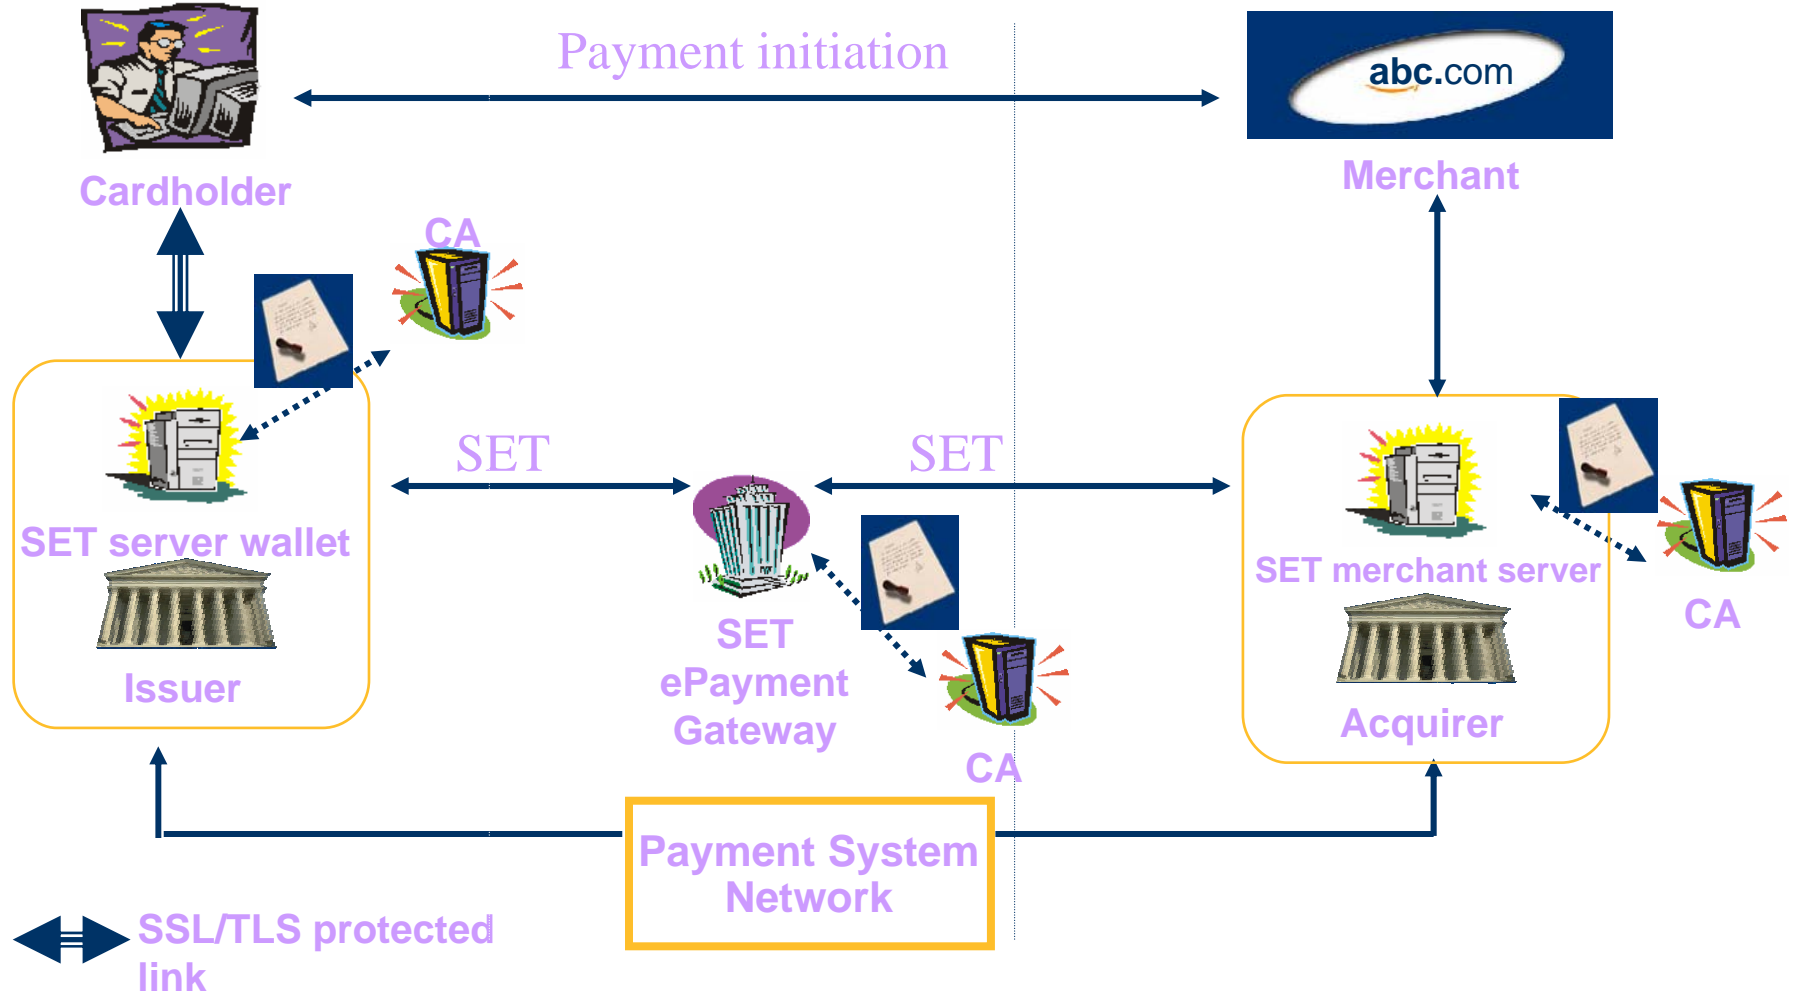 Payment initiation
abc.com
Cardholder
Merchant
CA
SET
SET
SET server wallet
SET merchant server
Issuer
SET
ePayment
Gateway
CA
Acquirer
CA
Payment System
Network
SSL/TLS protected
link